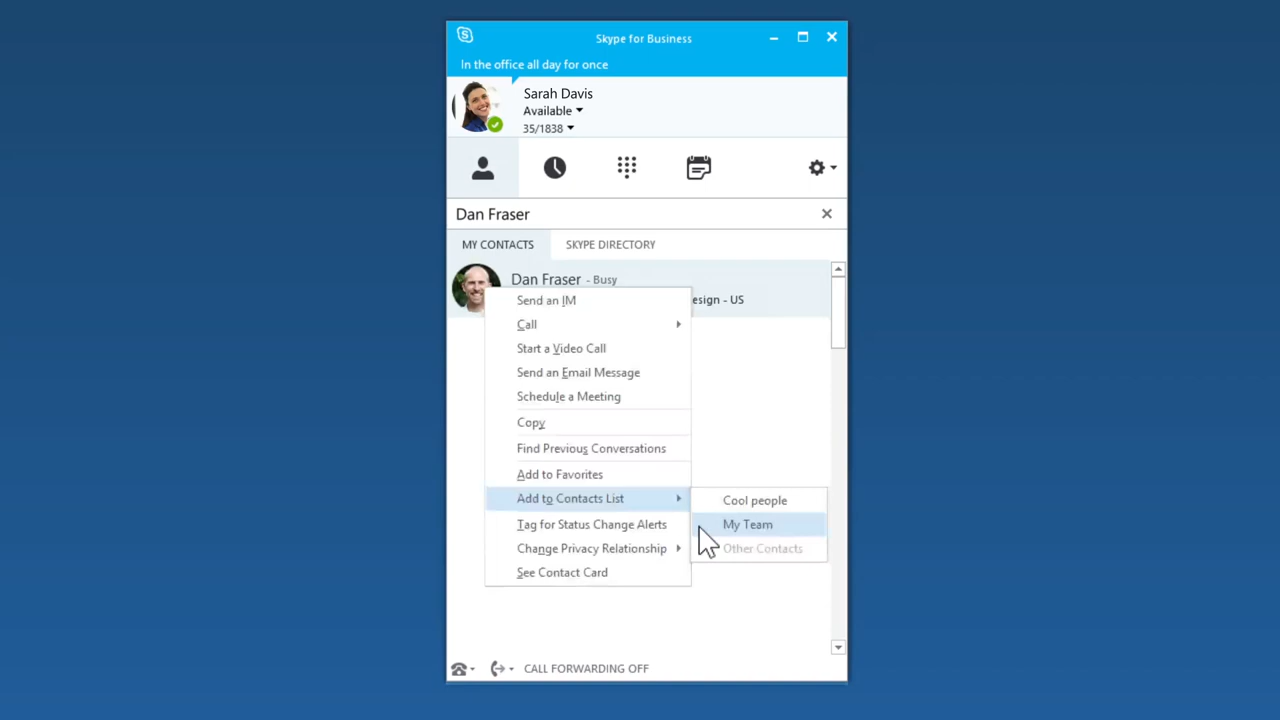 Skype for Business
In the office all day for once
Sarah Davis
Available
35/1838
Dan Fraser
MY CONTACTS SKYPE DIRECTORY
Dan Fraser - Busy
esign - US
Send an IM
Call
Start a Video Call
Send an Email Message
Schedule a Meeting
Copy
Find Previous Conversations
Add to Favorites
Add to Contacts List
Tag for Status Change Alerts
Change Privacy Relationship
See Contact Card
Cool people
My Team
Other Contacts
CALL FORWARDING OFF